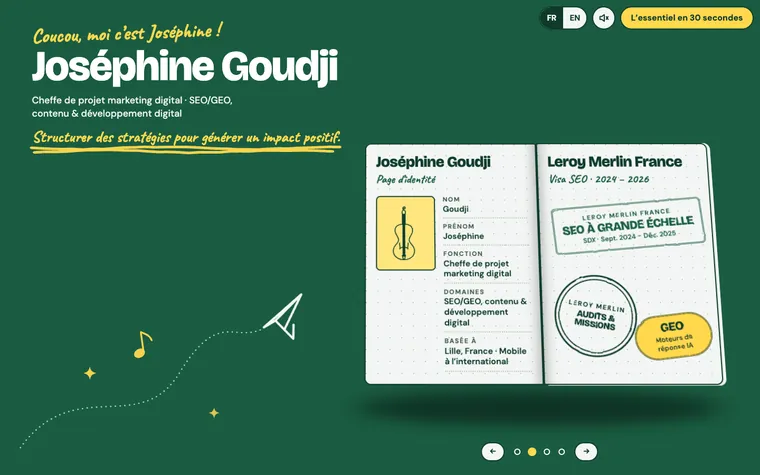 FR
EN
L'essentiel en 30 secondes
Coucou, moi c'est Joséphine !
Joséphine Goudji
Cheffe de projet marketing digital · SEO/GEO,
contenu & développement digital
Structurer des stratégies pour générer un impact positif.
Joséphine Goudji
Page d'identité
NOM
Goudji
PRÉNOM
Joséphine
FONCTION
Cheffe de projet
marketing digital
DOMAINES
SEO/GEO, contenu &
développement
digital
BASÉE À
Lille, France · Mobile
à l'international
Leroy Merlin France
Visa SEO · 2024 – 2026
LEROY MERLIN FRANCE
SEO À GRANDE ÉCHELLE
SDX · Sept. 2024 – Déc. 2025
LEROY MERLIN
AUDITS &
MISSIONS
GEO
Moteurs de
réponse IA